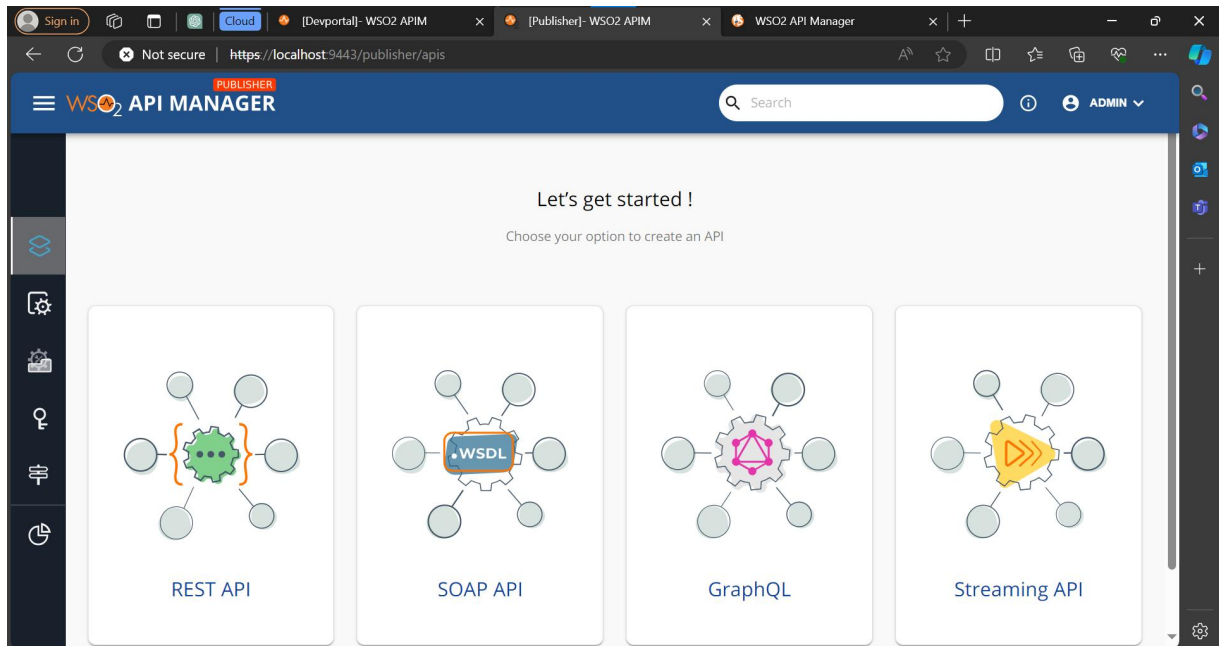 Sign in
Cloud
[Devportal]- WSO2 APIM
[Publisher]- WSO2 APIM
WSO2 API Manager
Not secure
https://localhost:9443/publisher/apis
PUBLISHER
WSO2 API MANAGER
Search
ADMIN
Let's get started !
Choose your option to create an API
.WSDL
REST API
SOAP API
GraphQL
Streaming API